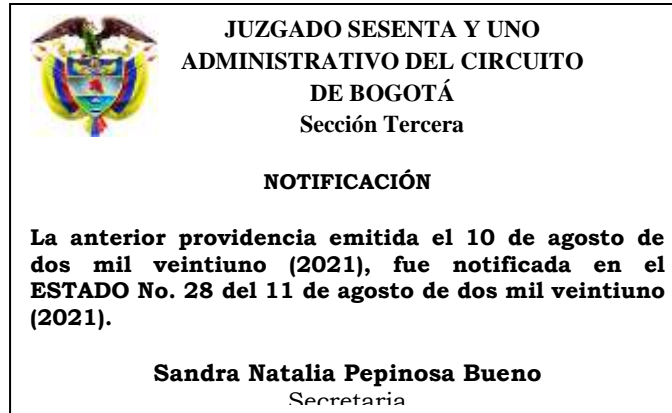 JUZGADO SESENTA Y UNO
ADMINISTRATIVO DEL CIRCUITO
DE BOGOTÁ
Sección Tercera
NOTIFICACIÓN
La anterior providencia emitida el 10 de agosto de
dos mil veintiuno (2021), fue notificada en el
ESTADO No. 28 del 11 de agosto de dos mil veintiuno
(2021).
Sandra Natalia Pepinosa Bueno
Secretaria